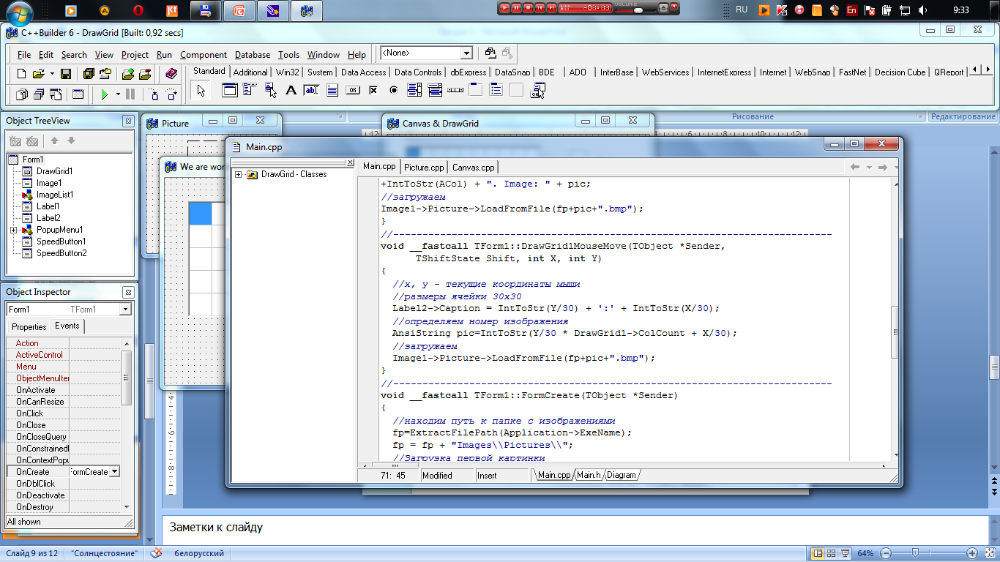 RU
En
9:33
VOLUME
C++Builder 6 - DrawGrid [Built: 0,92 secs]
File Edit Search View Project Run Component Database Tools Window Help
<None>
Standard Additional Win32 System Data Access Data Controls dbExpress DataSnap BDE ADO InterBase WebServices InternetExpress Internet WebSnap FastNet Decision Cube QReport
Рисование
Редактирование
Object TreeView
Form1
DrawGrid1
Image1
ImageList1
Label1
Label2
PopupMenu1
SpeedButton1
SpeedButton2
Picture
Canvas & DrawGrid
We are wor
Main.cpp
DrawGrid - Classes
Main.cpp Picture.cpp Canvas.cpp
+IntToStr(ACol) + ". Image: " + pic;
//загружаем
Image1->Picture->LoadFromFile(fp+pic+".bmp");
}
//---------------------------------------------------------------------------
void __fastcall TForm1::DrawGrid1MouseMove(TObject *Sender,
TShiftState Shift, int X, int Y)
{
//x, y - текущие координаты мыши
//размеры ячейки 30x30
Label2->Caption = IntToStr(Y/30) + ':' + IntToStr(X/30);
//определяем номер изображения
AnsiString pic=IntToStr(Y/30 * DrawGrid1->ColCount + X/30);
//загружаем
Image1->Picture->LoadFromFile(fp+pic+".bmp");
}
//---------------------------------------------------------------------------
void __fastcall TForm1::FormCreate(TObject *Sender)
{
//находим путь к папке с изображениями
fp=ExtractFilePath(Application->ExeName);
fp = fp + "Images\\Pictures\\";
//Загрузка первой картинки
71: 45
Modified
Insert
Main.cpp Main.h Diagram
Object Inspector
Form1 TForm1
Properties Events
Action
ActiveControl
Menu
ObjectMenuIter
OnActivate
OnCanResize
OnClick
OnClose
OnCloseQuery
OnConstrainedI
OnContextPopu
OnCreate FormCreate
OnDblClick
OnDeactivate
OnDestroy
All shown
Заметки к слайду
Слайд 9 из 12
"Солнцестояние"
белорусский
64%